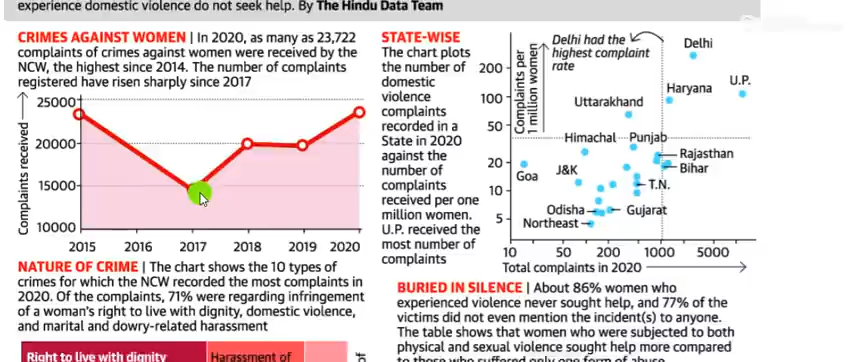 experience domestic violence do not seek help. By The Hindu Data Team
CRIMES AGAINST WOMEN | In 2020, as many as 23,722
complaints of crimes against women were received by the
NCW, the highest since 2014. The number of complaints
registered have risen sharply since 2017
Complaints received
25000
20000
15000
10000
2015 2016 2017 2018 2019 2020
NATURE OF CRIME | The chart shows the 10 types of
crimes for which the NCW recorded the most complaints in
2020. Of the complaints, 71% were regarding infringement
of a woman's right to live with dignity, domestic violence,
and marital and dowry-related harassment
Right to live with dignity
Harassment of
of
STATE-WISE
The chart plots
the number of
domestic
violence
complaints
recorded in a
State in 2020
against the
number of
complaints
received per one
million women.
U.P. received the
most number of
complaints
Complaints per
1 million women
Delhi had the
highest complaint
rate
200
100
50
20
10
5
Delhi
U.P.
Haryana
Uttarakhand
Himachal
Punjab
Rajasthan
Bihar
Goa
J&K
T.N.
Odisha
Gujarat
Northeast
10 50 200 1000 5000
Total complaints in 2020
BURIED IN SILENCE | About 86% women who
experienced violence never sought help, and 77% of the
victims did not even mention the incident(s) to anyone.
The table shows that women who were subjected to both
physical and sexual violence sought help more compared
to those who suffered only one form of abuse